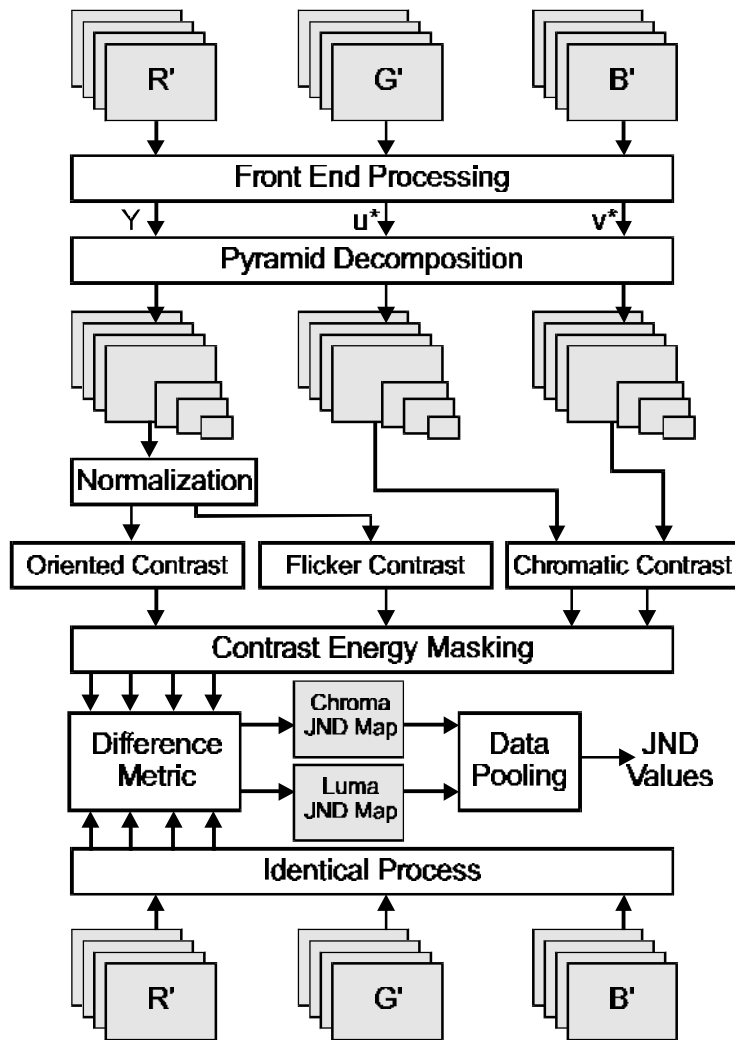 R'
G'
B'
Front End Processing
Y
u*
v*
Pyramid Decomposition
Normalization
Oriented Contrast
Flicker Contrast
Chromatic Contrast
Contrast Energy Masking
Difference
Metric
Chroma
JND Map
Luma
JND Map
Data
Pooling
JND
Values
Identical Process
R'
G'
B'